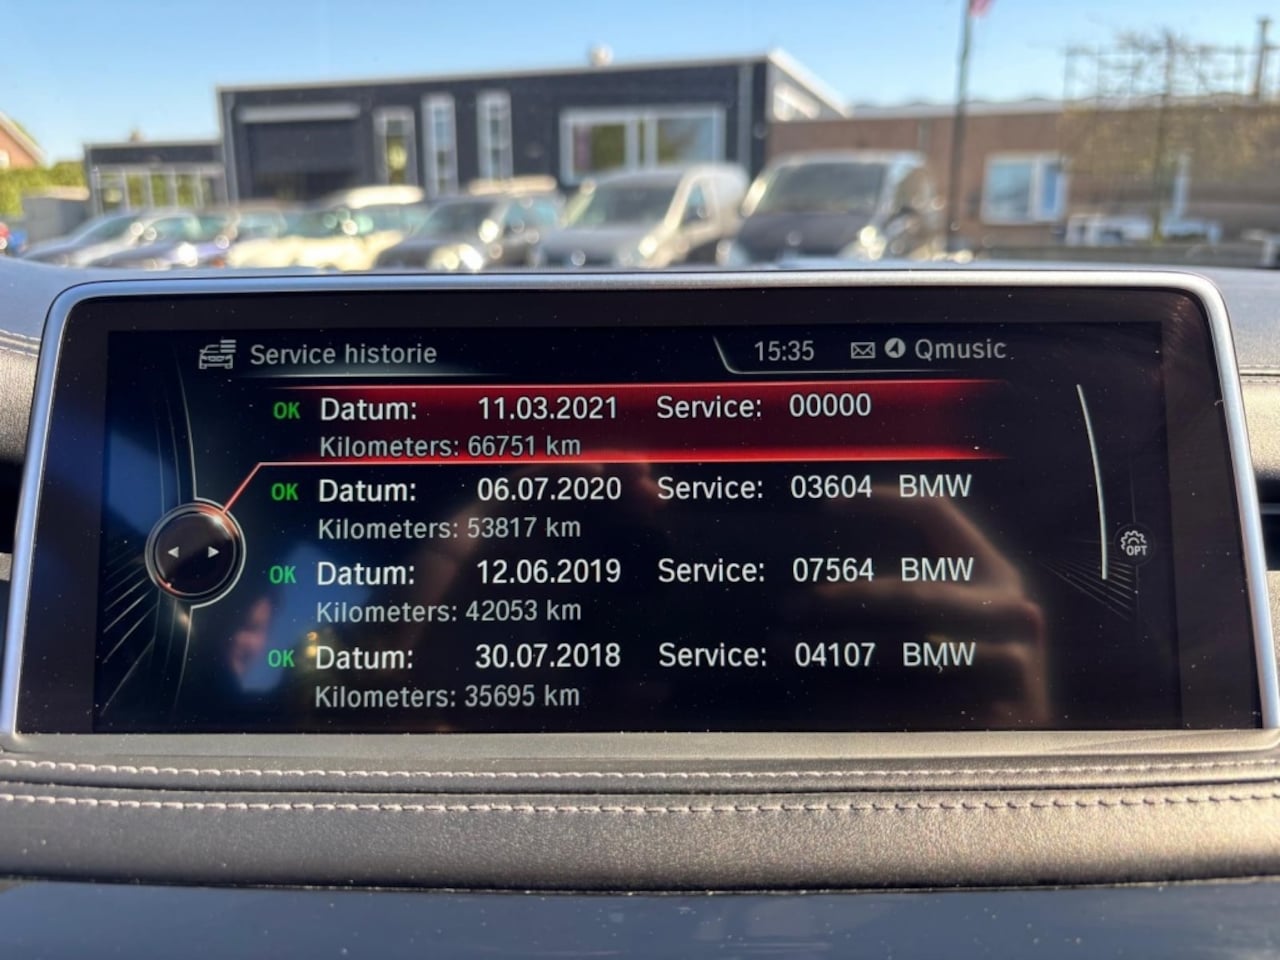 Service historie 15:35 Qmusic
OK Datum: 11.03.2021 Service: 00000
Kilometers: 66751 km
OK Datum: 06.07.2020 Service: 03604 BMW
Kilometers: 53817 km
OK Datum: 12.06.2019 Service: 07564 BMW
Kilometers: 42053 km
OK Datum: 30.07.2018 Service: 04107 BMW
Kilometers: 35695 km
OPT